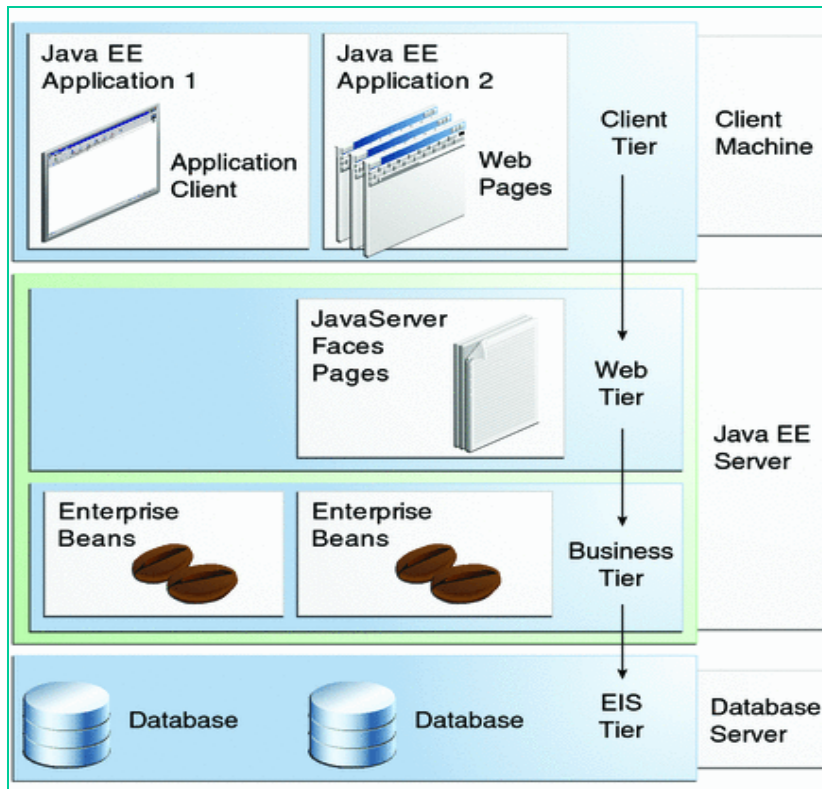 Java EE
Application 1
Application
Client
Java EE
Application 2
Web
Pages
Client
Tier
Client
Machine
JavaServer
Faces
Pages
Web
Tier
Java EE
Server
Enterprise
Beans
Enterprise
Beans
Business
Tier
Database
Database
EIS
Tier
Database
Server